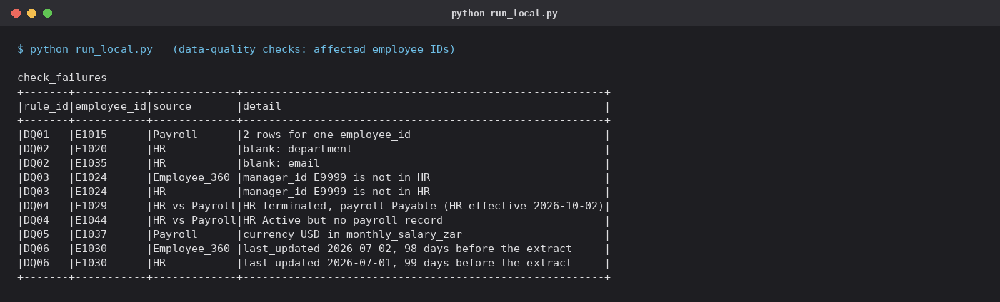 python run_local.py
$ python run_local.py   (data-quality checks: affected employee IDs)
check_failures
+-------+-----------+-------------+--------------------------------------------------------+
|rule_id|employee_id|source       |detail                                                  |
+-------+-----------+-------------+--------------------------------------------------------+
|DQ01   |E1015      |Payroll      |2 rows for one employee_id                              |
|DQ02   |E1020      |HR           |blank: department                                       |
|DQ02   |E1035      |HR           |blank: email                                            |
|DQ03   |E1024      |Employee_360 |manager_id E9999 is not in HR                           |
|DQ03   |E1024      |HR           |manager_id E9999 is not in HR                           |
|DQ04   |E1029      |HR vs Payroll|HR Terminated, payroll Payable (HR effective 2026-10-02)|
|DQ04   |E1044      |HR vs Payroll|HR Active but no payroll record                         |
|DQ05   |E1037      |Payroll      |currency USD in monthly_salary_zar                      |
|DQ06   |E1030      |Employee_360 |last_updated 2026-07-02, 98 days before the extract     |
|DQ06   |E1030      |HR           |last_updated 2026-07-01, 99 days before the extract     |
+-------+-----------+-------------+--------------------------------------------------------+